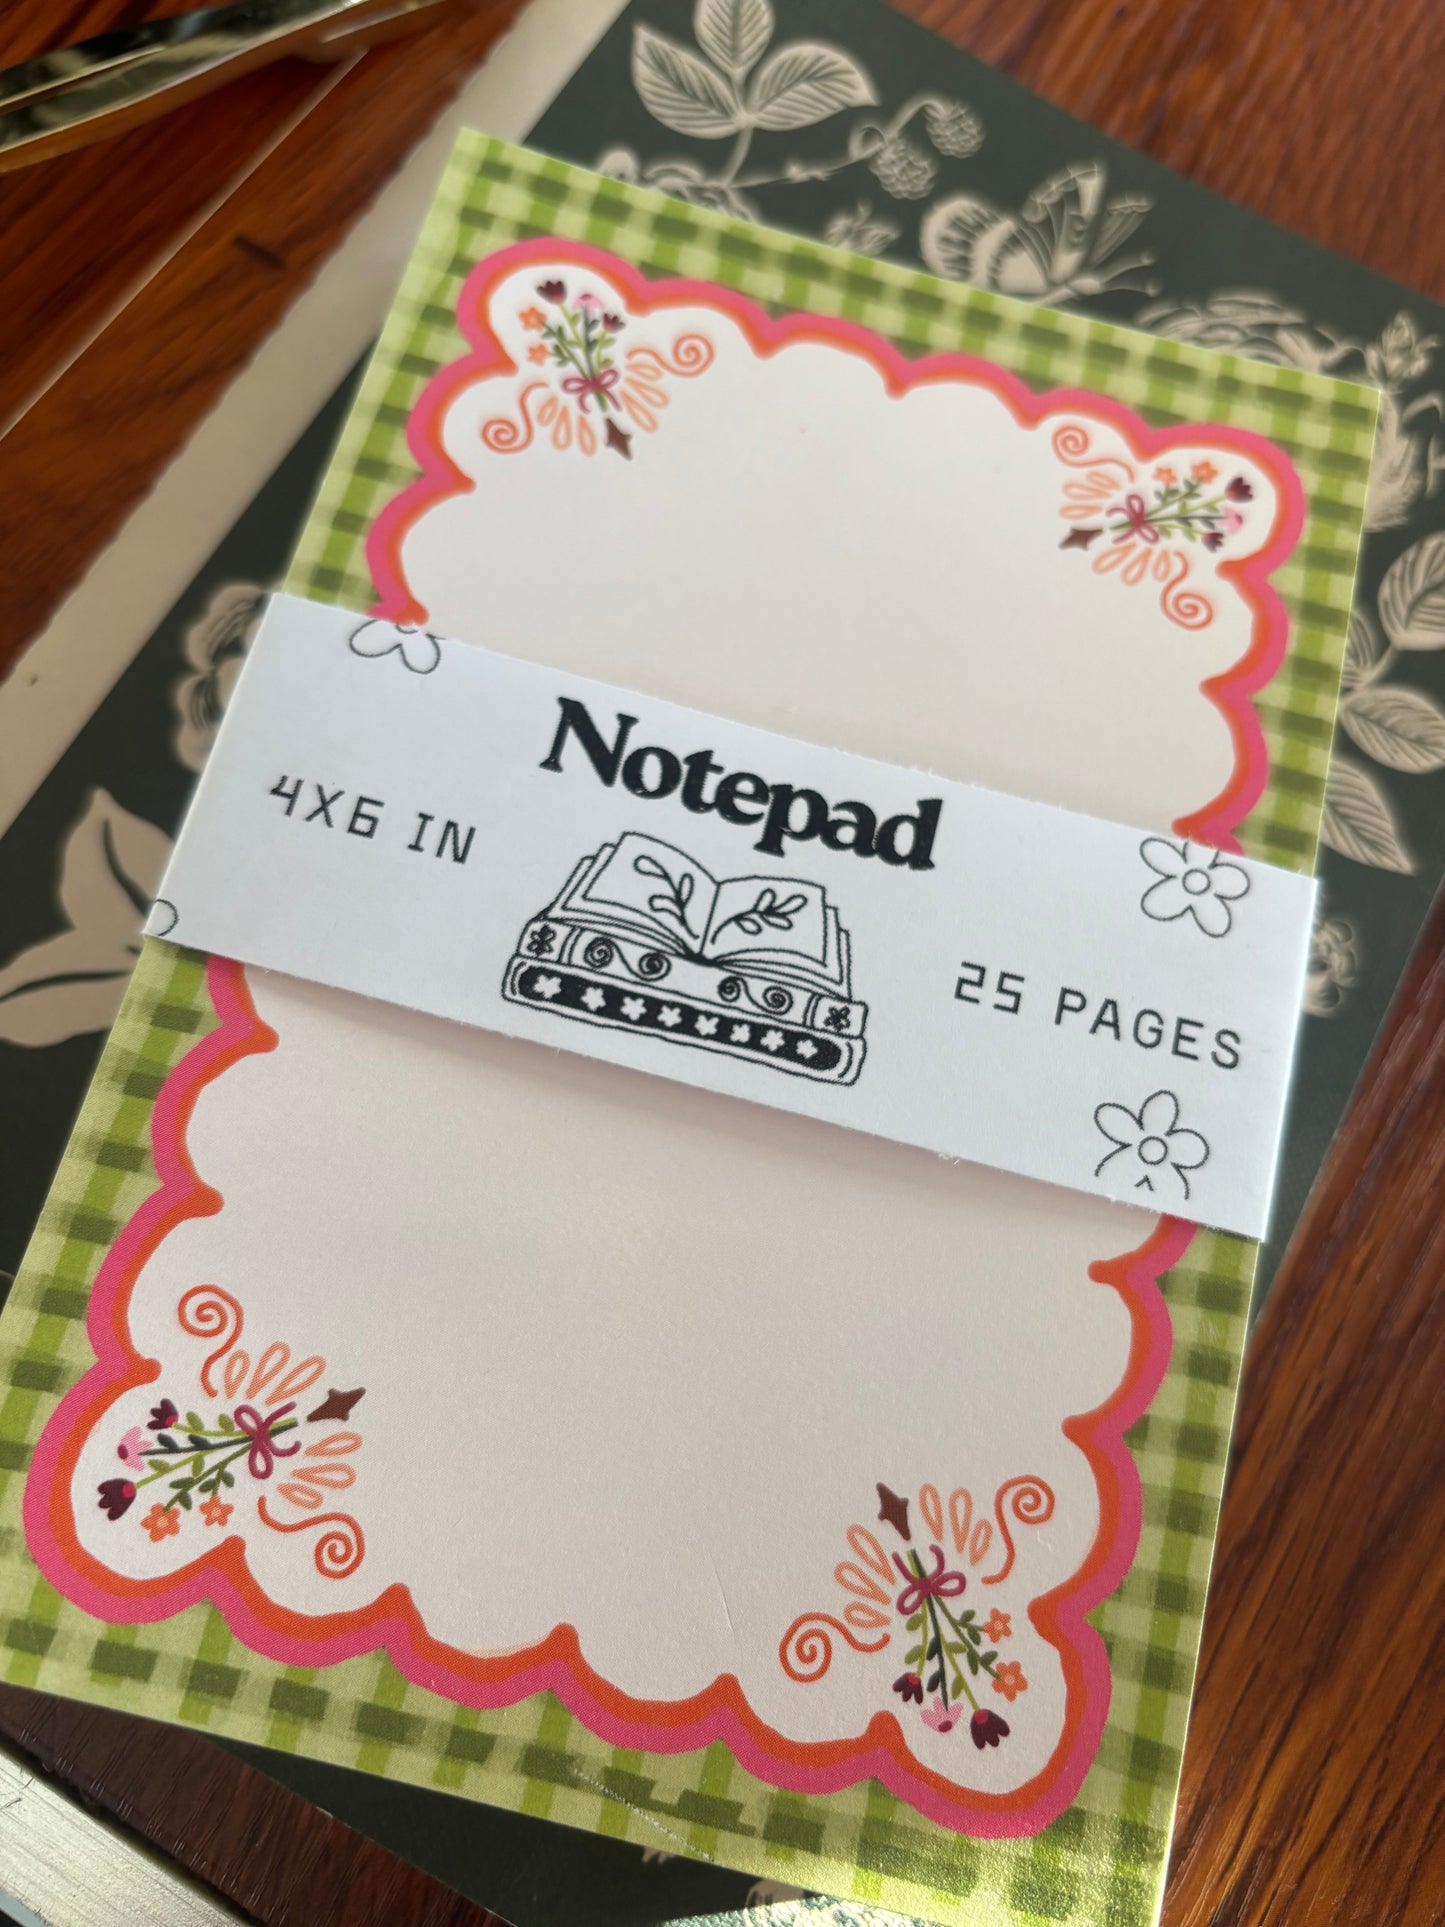 Notepad
4X6 IN
25 PAGES